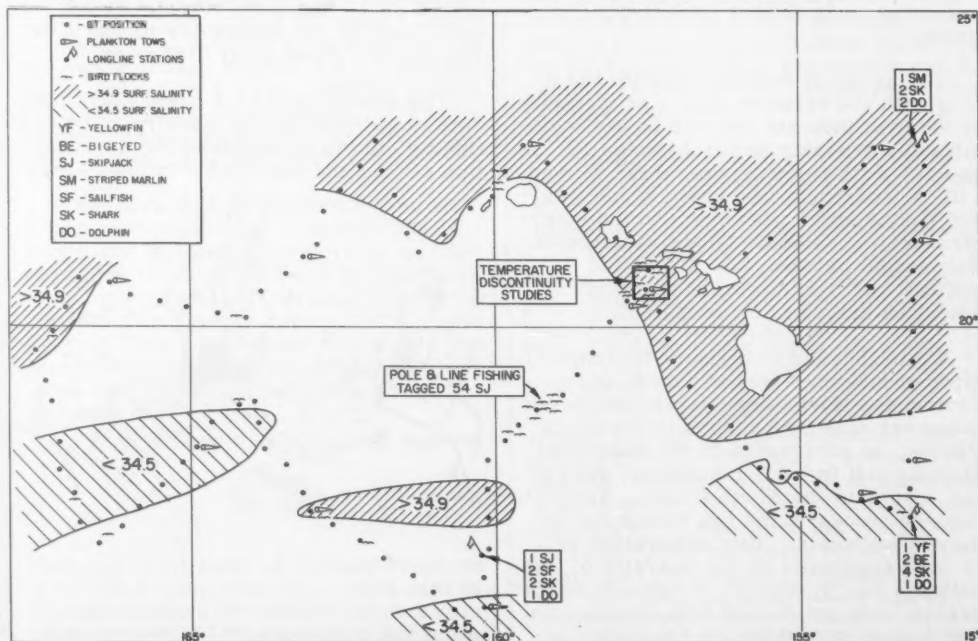 25°
- BT POSITION
- PLANKTON TOWS
- LONGLINE STATIONS
- BIRD FLOCKS
>34.9 SURF. SALINITY
<34.5 SURF. SALINITY
YF - YELLOWFIN
BE - BIGEYED
SJ - SKIPJACK
SM - STRIPED MARLIN
SF - SAILFISH
SK - SHARK
DO - DOLPHIN
1 SM
2 SK
2 DO
>34.9
TEMPERATURE
DISCONTINUITY
STUDIES
>34.9
20°
POLE & LINE FISHING
TAGGED 54 SJ
< 34.5
>34.9
< 34.5
1 SJ
2 SF
2 SK
1 DO
1 YF
2 BE
4 SK
1 DO
<34.5
165°
160°
155°